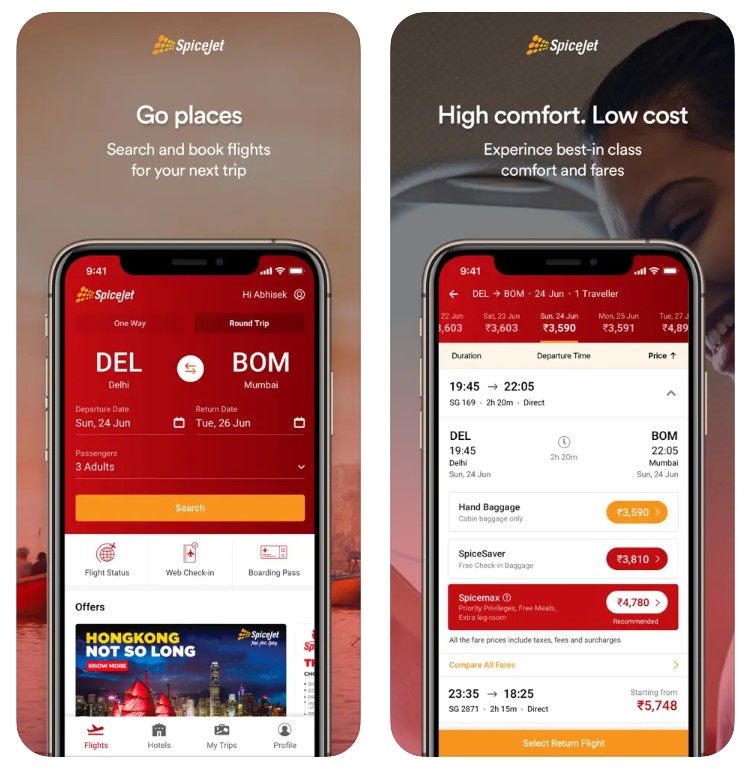 SpiceJet
Go places
Search and book flights
for your next trip
9:41
SpiceJet
Hi Abhisek
One Way
Round Trip
DEL
BOM
Delhi
Mumbai
Departure Date
Return Date
Sun, 24 Jun
Tue, 26 Jun
Passengers
3 Adults
Search
Flight Status
Web Check-in
Boarding Pass
Offers
HONGKONG
NOT SO LONG
KNOW MORE
SpiceJet
Flights
Hotels
My Trips
Profile
SpiceJet
High comfort. Low cost
Experince best-in class
comfort and fares
9:41
DEL → BOM · 24 Jun · 1 Traveller
22 Jun
Sat, 23 Jun
Sun, 24 Jun
Mon, 25 Jun
Tue, 27 J
3,603
₹3,603
₹3,590
₹3,591
₹4,89
Duration
Departure Time
Price ↑
19:45 → 22:05
SG 169 · 2h 20m · Direct
DEL
BOM
19:45
2h 20m
22:05
Delhi
Mumbai
Sun, 24 Jun
Sun, 24 Jun
Hand Baggage
Cabin baggage only
₹3,590
SpiceSaver
Free Check-in Baggage
₹3,810
Spicemax
Priority Privileges, Free Meals,
Extra leg-room
₹4,780
Recommended
All the fare prices include taxes, fees and surcharges
Compare All Fares
23:35 → 18:25
SG 2871 · 2h 15m · Direct
Starting from
₹5,748
Select Return Flight